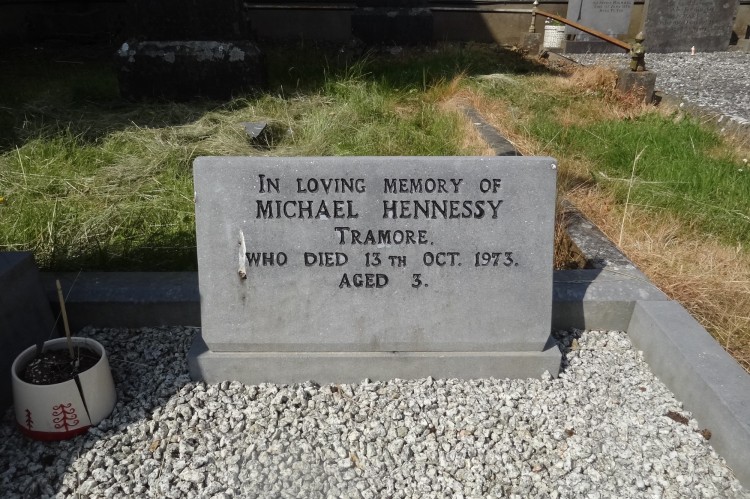 IN LOVING MEMORY OF
MICHAEL HENNESSY
TRAMORE.
WHO DIED 13TH OCT. 1973.
AGED 3.